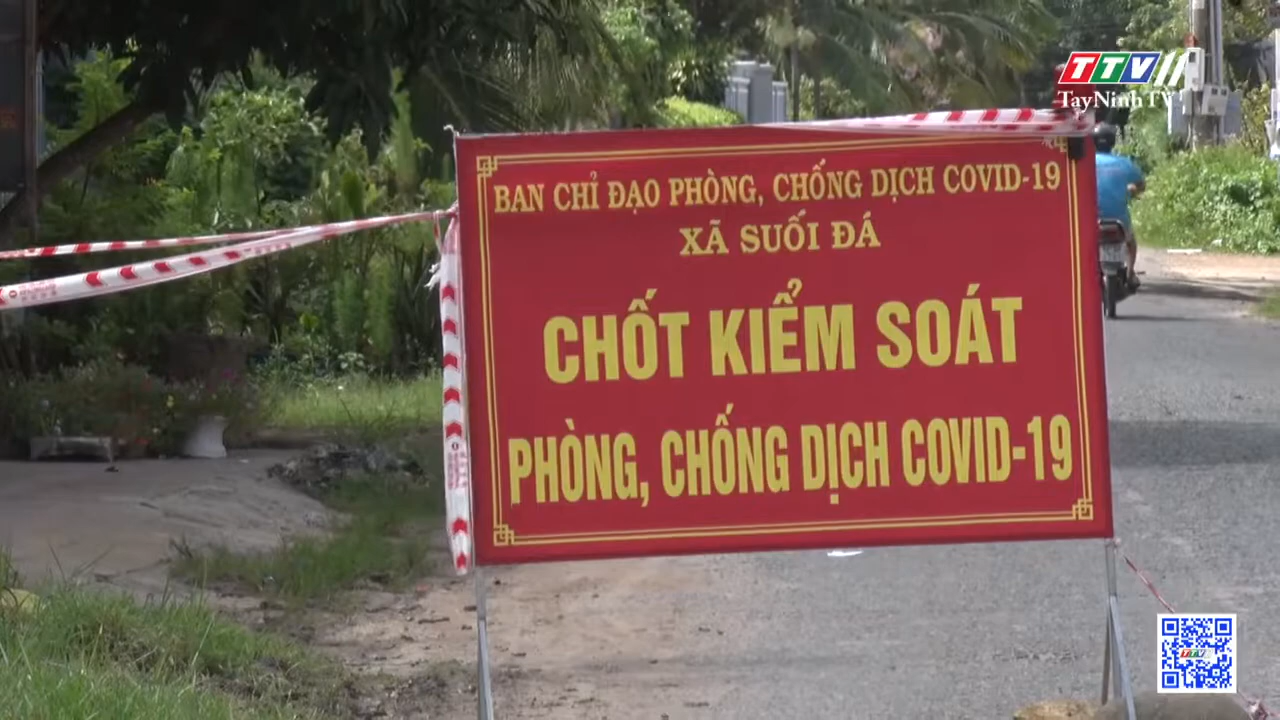 TTV11
TayNinhTV
BAN CHỈ ĐẠO PHÒNG, CHỐNG DỊCH COVID-19
XÃ SUỐI ĐÁ
CHỐT KIỂM SOÁT
PHÒNG, CHỐNG DỊCH COVID-19